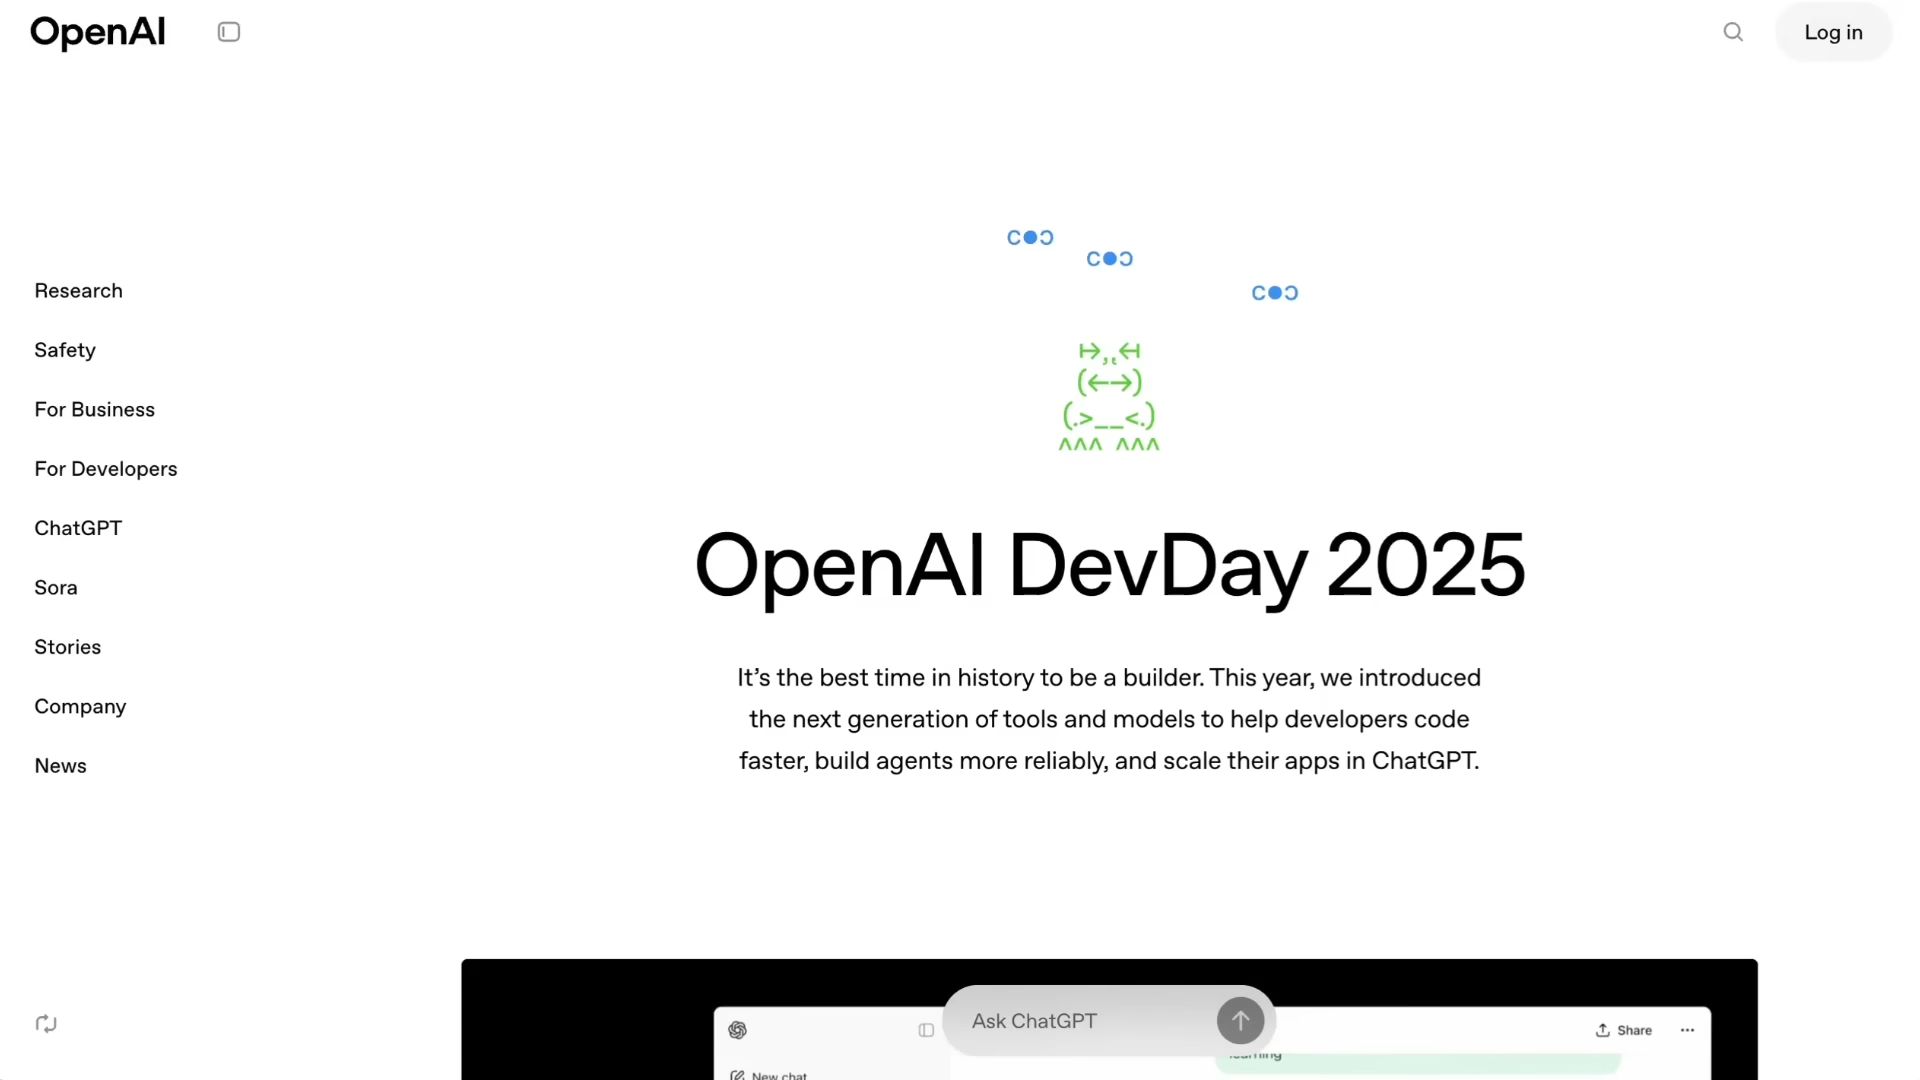 OpenAI
Log in
Research
Safety
For Business
For Developers
ChatGPT
Sora
Stories
Company
News
c●ɔ
c●ɔ
c●ɔ
↦,,↤
(←→)
(.>__<.)
^^^ ^^^
OpenAI DevDay 2025
It’s the best time in history to be a builder. This year, we introduced
the next generation of tools and models to help developers code
faster, build agents more reliably, and scale their apps in ChatGPT.
Ask ChatGPT
Share
learning
New chat